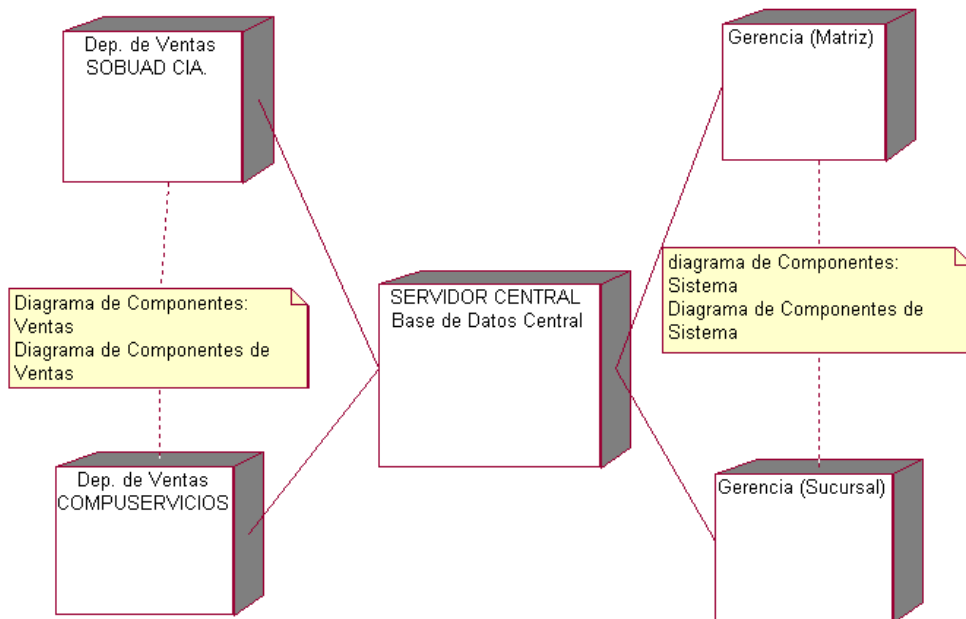 Dep. de Ventas
SOBUAD CIA.
Gerencia (Matriz)
diagrama de Componentes:
Sistema
Diagrama de Componentes de
Sistema
Diagrama de Componentes:
Ventas
Diagrama de Componentes de
Ventas
SERVIDOR CENTRAL
Base de Datos Central
Dep. de Ventas
COMPUSERVICIOS
Gerencia (Sucursal)